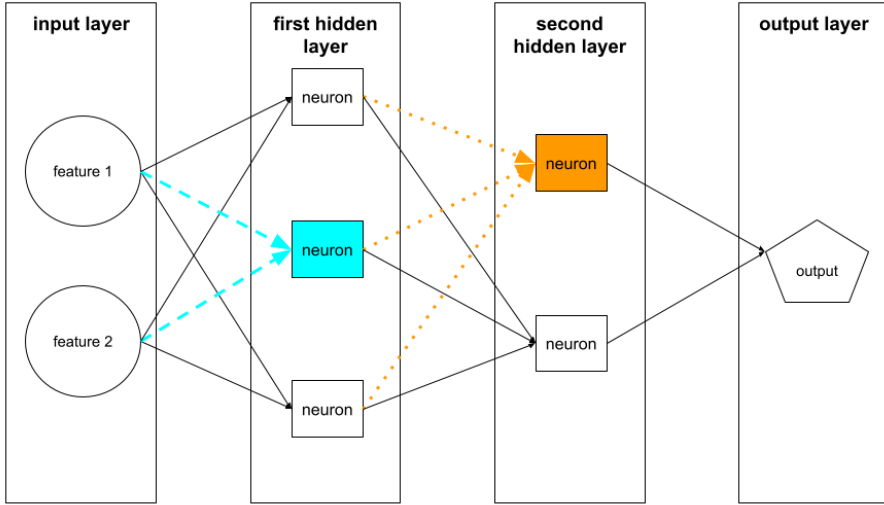 input layer
first hidden
layer
second
hidden layer
output layer
feature 1
feature 2
neuron
neuron
neuron
neuron
neuron
output